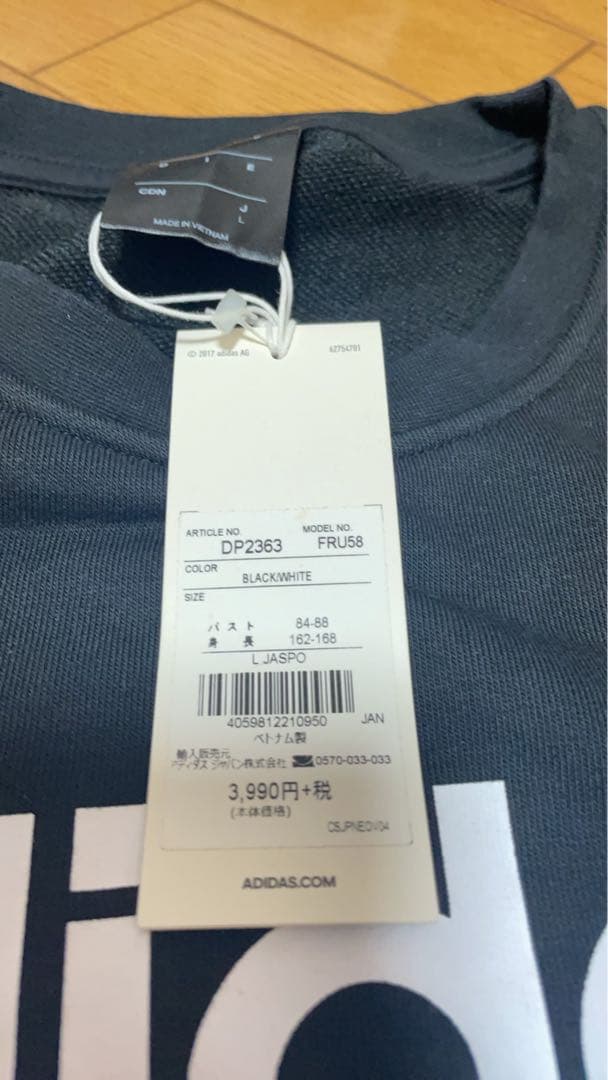 E
CDN
J
L
MADE IN VIETNAM
© 2017 adidas AG 62754701
ARTICLE NO. MODEL NO.
DP2363 FRU58
COLOR
BLACK/WHITE
SIZE
バスト 84-88
身長 162-168
L JASPO
4059812210950 JAN
ベトナム製
輸入販売元
アディダス ジャパン株式会社 0570-033-033
3,990円+税
(本体価格)
CSJPNEOV04
ADIDAS.COM